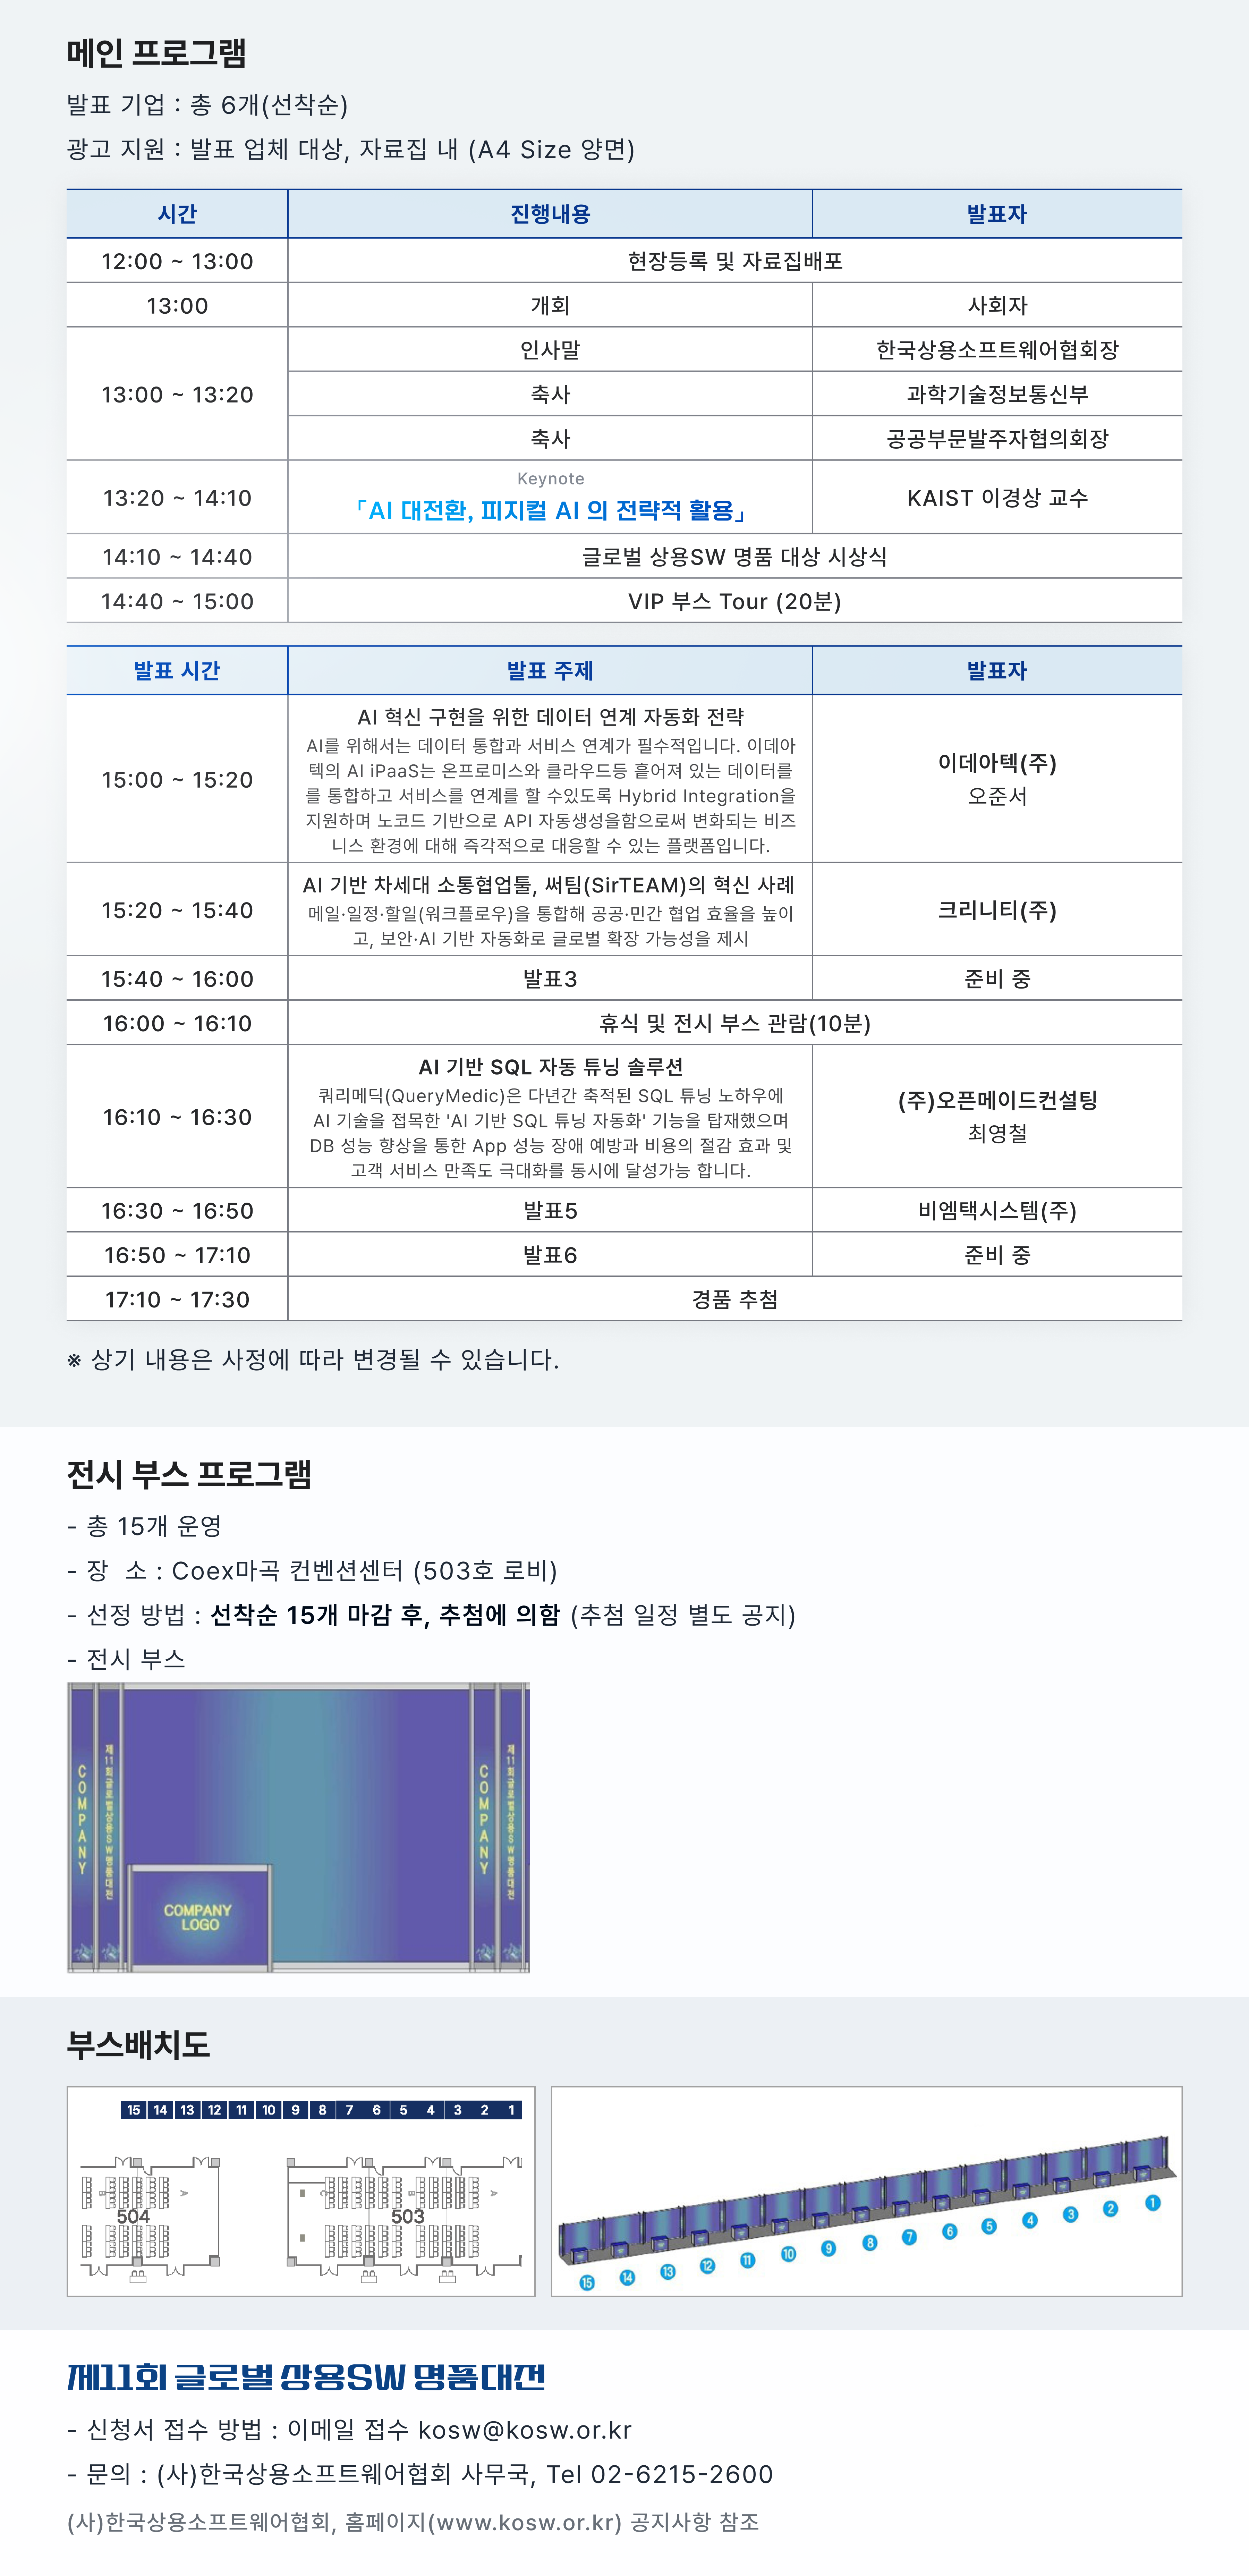 메인 프로그램
발표 기업 : 총 6개(선착순)
광고 지원 : 발표 업체 대상, 자료집 내 (A4 Size 양면)
시간 진행내용 발표자
12:00 ~ 13:00 현장등록 및 자료집배포
13:00 개회 사회자
13:00 ~ 13:20 인사말 한국상용소프트웨어협회장
축사 과학기술정보통신부
축사 공공부문발주자협의회장
Keynote
13:20 ~ 14:10 「AI 대전환, 피지컬 AI 의 전략적 활용」 KAIST 이경상 교수
14:10 ~ 14:40 글로벌 상용SW 명품 대상 시상식
14:40 ~ 15:00 VIP 부스 Tour (20분)
발표 시간 발표 주제 발표자
15:00 ~ 15:20
AI 혁신 구현을 위한 데이터 연계 자동화 전략
AI를 위해서는 데이터 통합과 서비스 연계가 필수적입니다. 이데아
텍의 AI iPaaS는 온프로미스와 클라우드등 흩어져 있는 데이터를
를 통합하고 서비스를 연계를 할 수있도록 Hybrid Integration을
지원하며 노코드 기반으로 API 자동생성을함으로써 변화되는 비즈
니스 환경에 대해 즉각적으로 대응할 수 있는 플랫폼입니다.
이데아텍(주)
오준서
15:20 ~ 15:40
AI 기반 차세대 소통협업툴, 써팀(SirTEAM)의 혁신 사례
메일·일정·할일(워크플로우)을 통합해 공공·민간 협업 효율을 높이
고, 보안·AI 기반 자동화로 글로벌 확장 가능성을 제시
크리니티(주)
15:40 ~ 16:00 발표3 준비 중
16:00 ~ 16:10 휴식 및 전시 부스 관람(10분)
16:10 ~ 16:30
AI 기반 SQL 자동 튜닝 솔루션
쿼리메딕(QueryMedic)은 다년간 축적된 SQL 튜닝 노하우에
AI 기술을 접목한 'AI 기반 SQL 튜닝 자동화' 기능을 탑재했으며
DB 성능 향상을 통한 App 성능 장애 예방과 비용의 절감 효과 및
고객 서비스 만족도 극대화를 동시에 달성가능 합니다.
(주)오픈메이드컨설팅
최영철
16:30 ~ 16:50 발표5 비엠택시스템(주)
16:50 ~ 17:10 발표6 준비 중
17:10 ~ 17:30 경품 추첨
※ 상기 내용은 사정에 따라 변경될 수 있습니다.
전시 부스 프로그램
- 총 15개 운영
- 장 소 : Coex마곡 컨벤션센터 (503호 로비)
- 선정 방법 : 선착순 15개 마감 후, 추첨에 의함 (추첨 일정 별도 공지)
- 전시 부스
COMPANY
제11회글로벌상용SW명품대전
COMPANY
LOGO
COMPANY
제11회글로벌상용SW명품대전
부스배치도
15 14 13 12 11 10 9 8 7 6 5 4 3 2 1
B A C B A
504 503
15 14 13 12 11 10 9 8 7 6 5 4 3 2 1
제11회 글로벌 상용SW 명품대전
- 신청서 접수 방법 : 이메일 접수 kosw@kosw.or.kr
- 문의 : (사)한국상용소프트웨어협회 사무국, Tel 02-6215-2600
(사)한국상용소프트웨어협회, 홈페이지(www.kosw.or.kr) 공지사항 참조